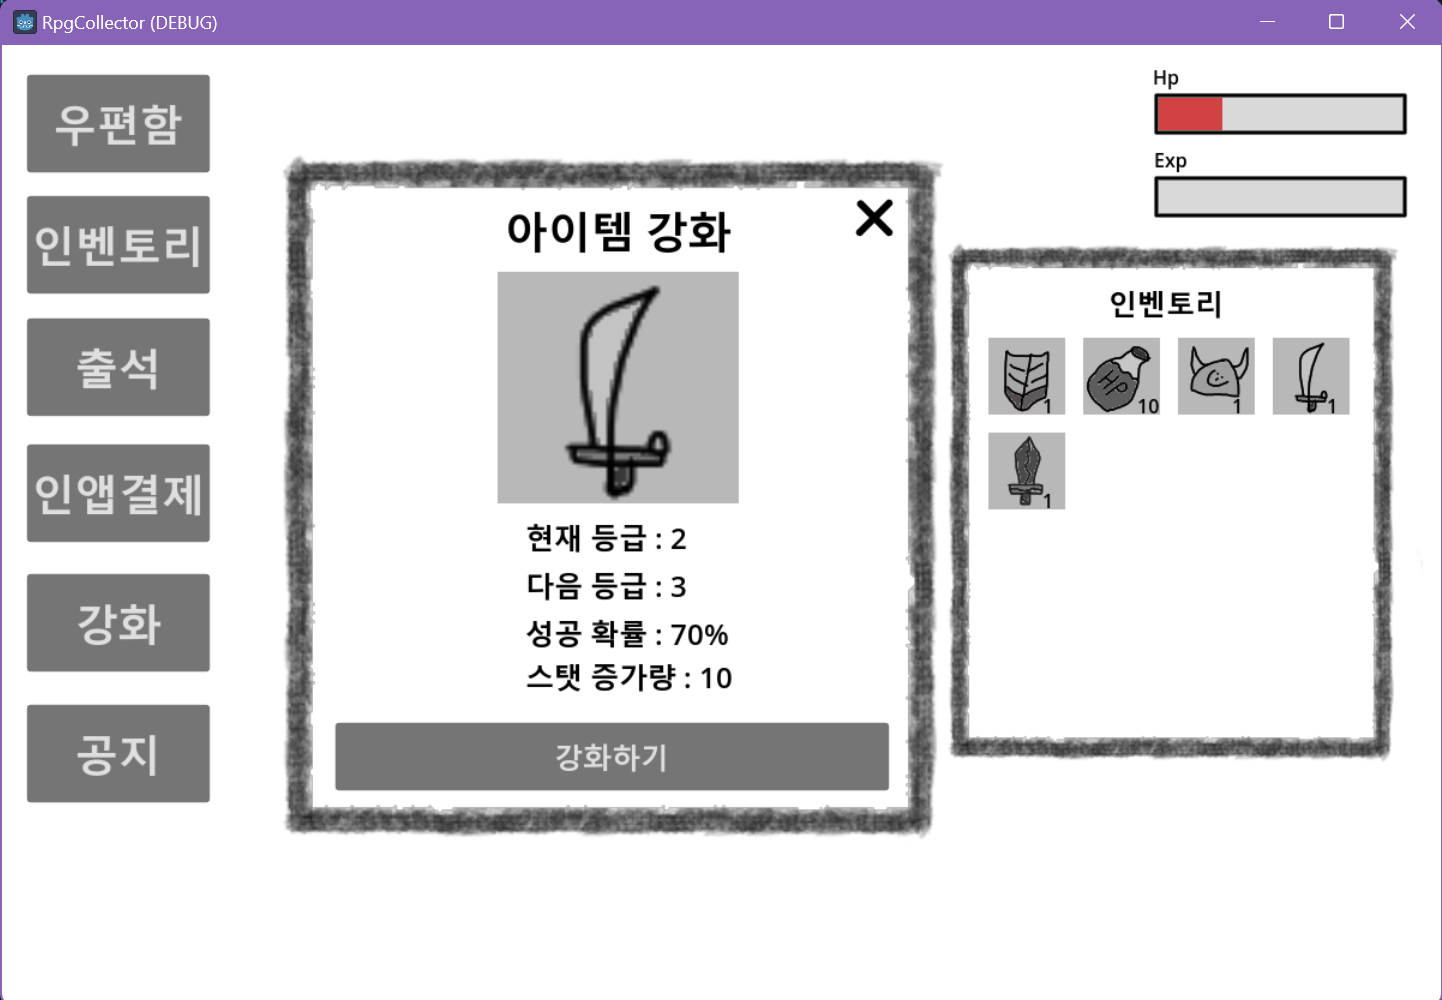 RpgCollector (DEBUG)
우편함
인벤토리
출석
인앱결제
강화
공지
아이템 강화
현재 등급 : 2
다음 등급 : 3
성공 확률 : 70%
스탯 증가량 : 10
강화하기
Hp
Exp
인벤토리
1
HP
10
1
1
1